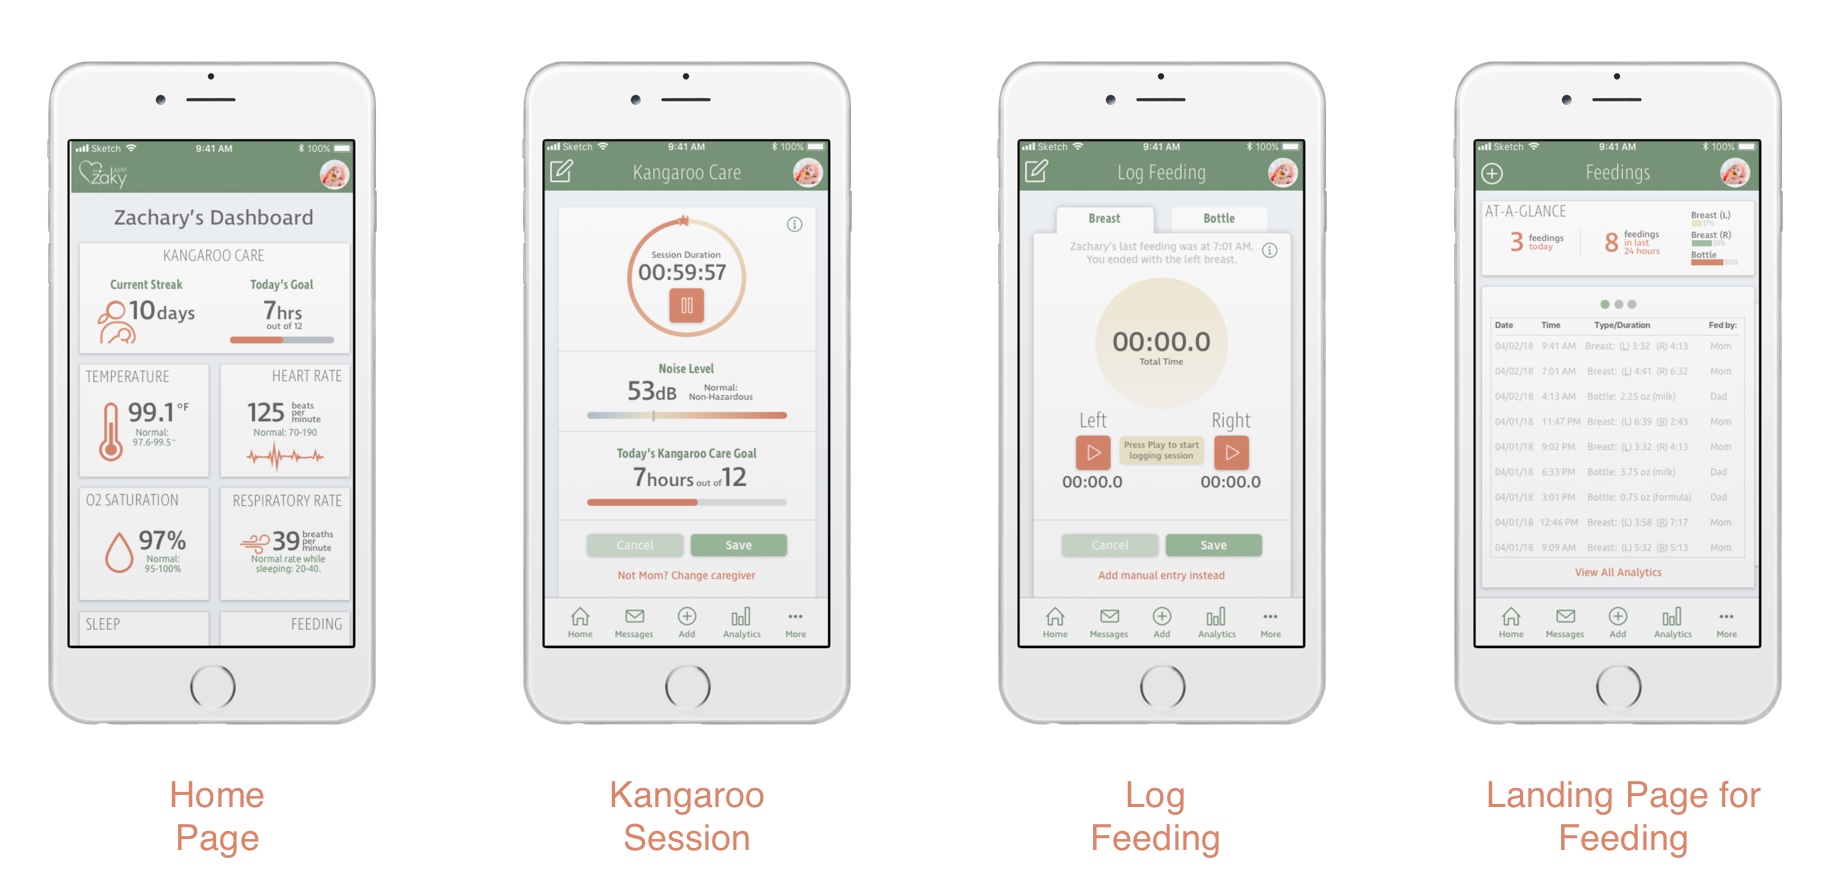 Sketch
9:41 AM
100%
APP
zaky
Zachary's Dashboard
KANGAROO CARE
Current Streak
10days
Today's Goal
7hrs
out of 12
TEMPERATURE
99.1°F
Normal:
97.6-99.5°
HEART RATE
125 beats per minute
Normal: 70-190
O2 SATURATION
97%
Normal:
95-100%
RESPIRATORY RATE
39 breaths per minute
Normal rate while
sleeping: 20-40.
SLEEP
FEEDING
Home
Page
Sketch
9:41 AM
100%
Kangaroo Care
Session Duration
00:59:57
Noise Level
53dB
Normal:
Non-Hazardous
Today's Kangaroo Care Goal
7hours out of 12
Cancel
Save
Not Mom? Change caregiver
Home
Messages
Add
Analytics
More
Kangaroo
Session
Sketch
9:41 AM
100%
Log Feeding
Breast
Bottle
Zachary's last feeding was at 7:01 AM.
You ended with the left breast.
00:00.0
Total Time
Left
Right
Press Play to start
logging session
00:00.0
00:00.0
Cancel
Save
Add manual entry instead
Home
Messages
Add
Analytics
More
Log
Feeding
Sketch
9:41 AM
100%
Feedings
AT-A-GLANCE
3 feedings today
8 feedings in last 24 hours
Breast (L)
17%
Breast (R)
33%
Bottle
50%
Date Time Type/Duration Fed by:
04/02/18 9:41 AM Breast: (L) 3:32 (R) 4:13 Mom
04/02/18 7:01 AM Breast: (L) 4:41 (R) 6:32 Mom
04/02/18 4:13 AM Bottle: 2.25 oz (milk) Dad
04/01/18 11:47 PM Breast: (L) 6:39 (R) 2:43 Mom
04/01/18 9:02 PM Breast: (L) 3:32 (R) 4:13 Mom
04/01/18 6:33 PM Bottle: 3.75 oz (milk) Dad
04/01/18 3:01 PM Bottle: 0.75 oz (formula) Dad
04/01/18 12:46 PM Breast: (L) 3:58 (R) 7:17 Mom
04/01/18 9:09 AM Breast: (L) 5:32 (R) 5:13 Mom
View All Analytics
Home
Messages
Add
Analytics
More
Landing Page for
Feeding